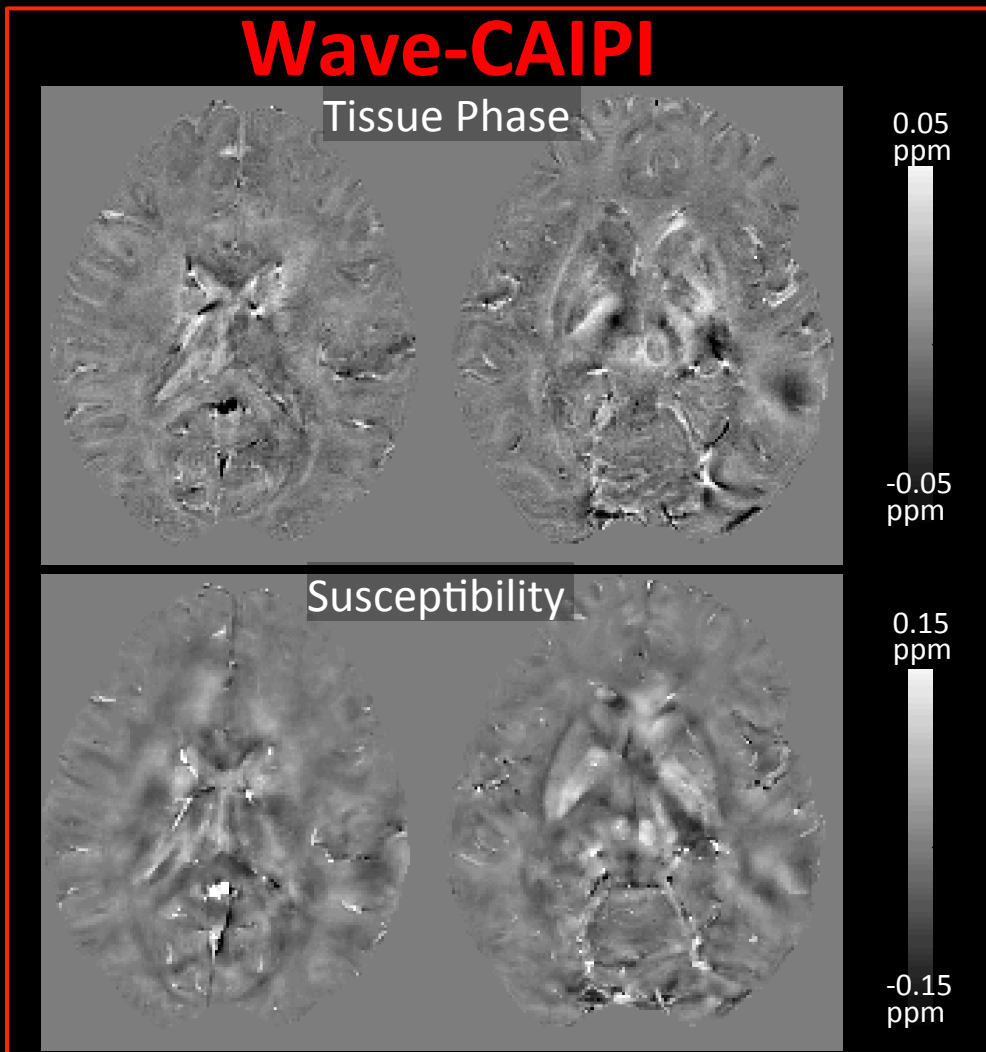 Wave-CAIPI
Tissue Phase
0.05
ppm
-0.05
ppm
Susceptibility
0.15
ppm
-0.15
ppm